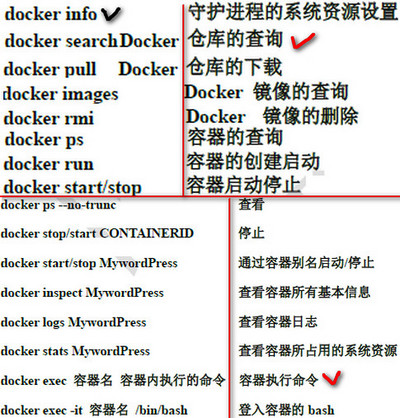 docker info 守护进程的系统资源设置
docker search Docker 仓库的查询
docker pull Docker 仓库的下载
docker images Docker 镜像的查询
docker rmi Docker 镜像的删除
docker ps 容器的查询
docker run 容器的创建启动
docker start/stop 容器启动停止
docker ps --no-trunc 查看
docker stop/start CONTAINERID 停止
docker start/stop MywordPress 通过容器别名启动/停止
docker inspect MywordPress 查看容器所有基本信息
docker logs MywordPress 查看容器日志
docker stats MywordPress 查看容器所占用的系统资源
docker exec 容器名 容器内执行的命令 容器执行命令
docker exec -it 容器名 /bin/bash 登入容器的 bash